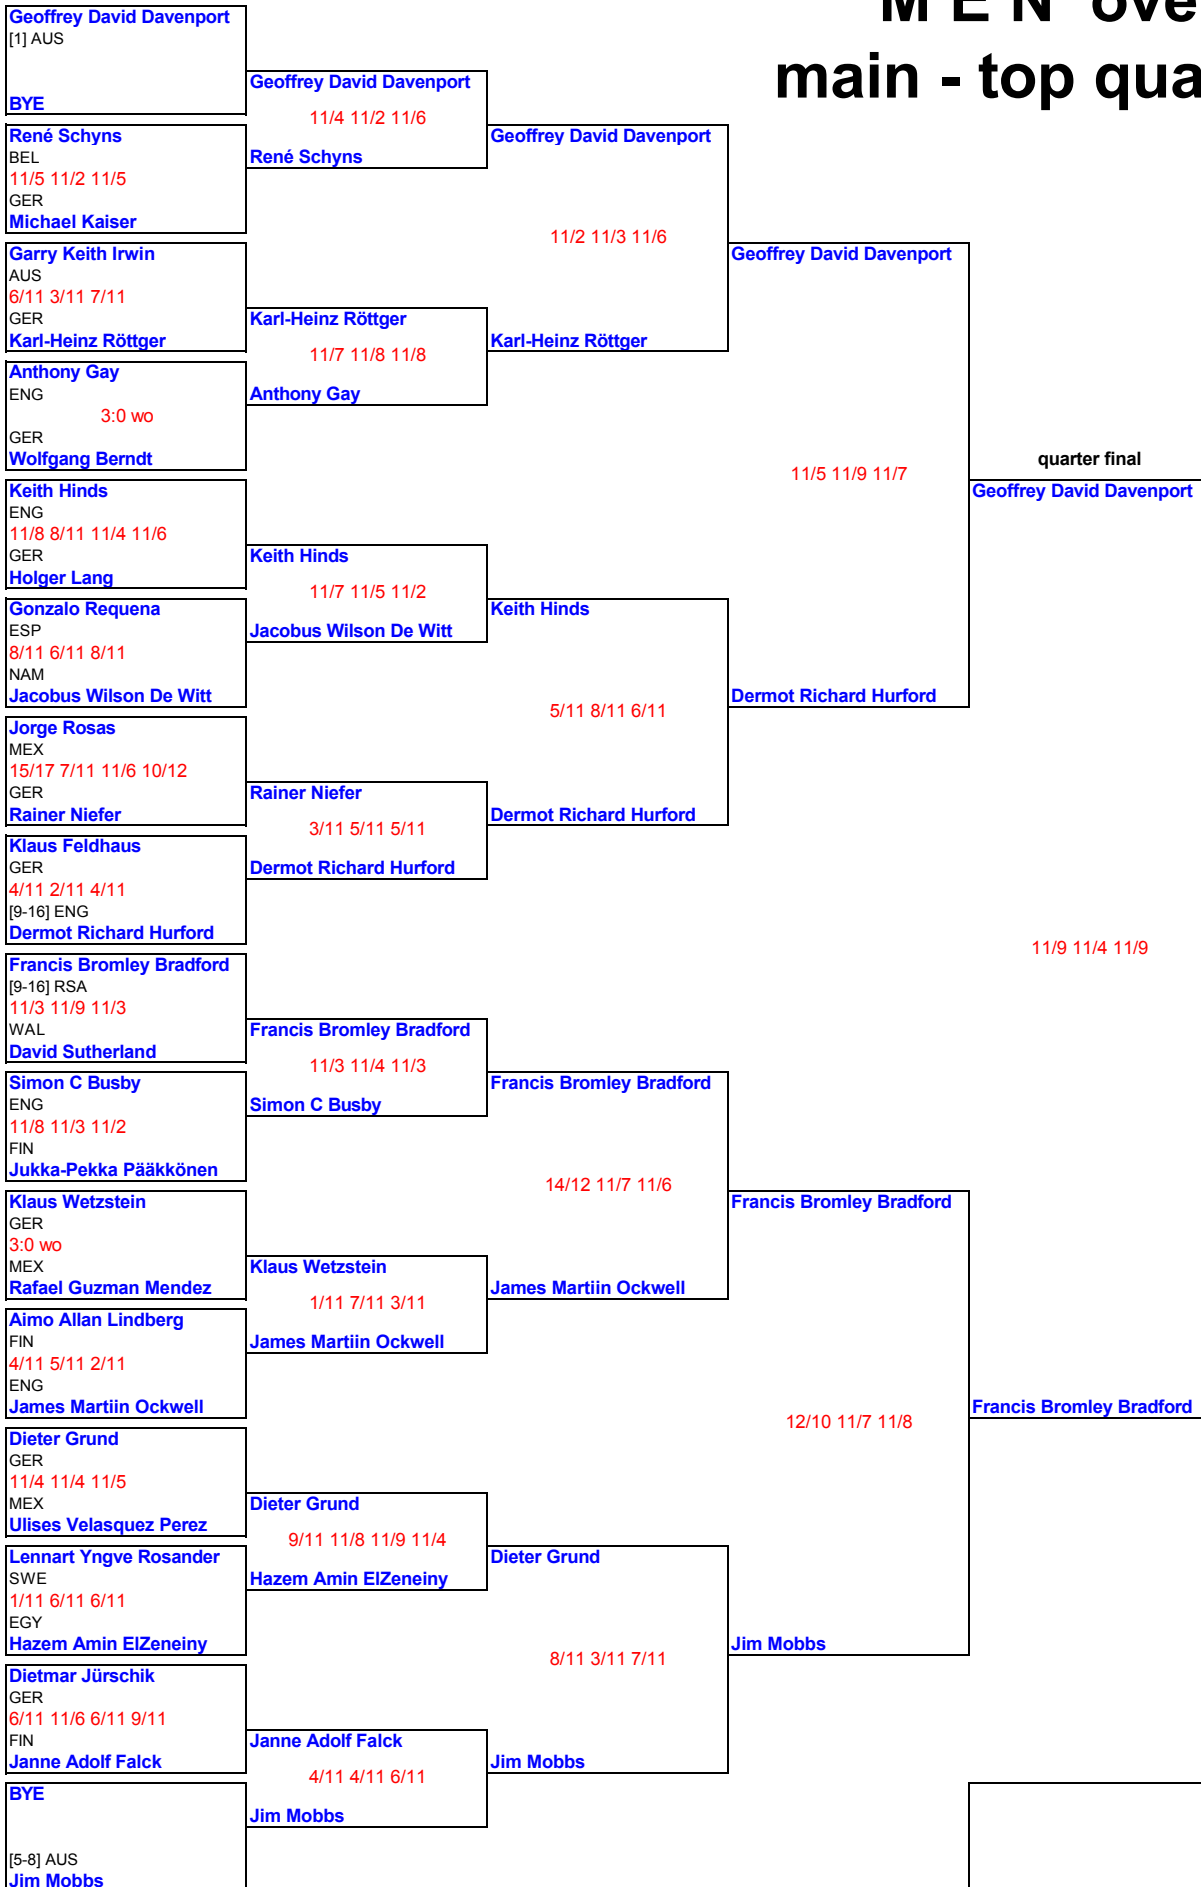 M E N ove
main - top qua
Geoffrey David Davenport
[1] AUS
BYE
René Schyns
BEL
11/5 11/2 11/5
GER
Michael Kaiser
Garry Keith Irwin
AUS
6/11 3/11 7/11
GER
Karl-Heinz Röttger
Anthony Gay
ENG
3:0 wo
GER
Wolfgang Berndt
Keith Hinds
ENG
11/8 8/11 11/4 11/6
GER
Holger Lang
Gonzalo Requena
ESP
8/11 6/11 8/11
NAM
Jacobus Wilson De Witt
Jorge Rosas
MEX
15/17 7/11 11/6 10/12
GER
Rainer Niefer
Klaus Feldhaus
GER
4/11 2/11 4/11
[9-16] ENG
Dermot Richard Hurford
Francis Bromley Bradford
[9-16] RSA
11/3 11/9 11/3
WAL
David Sutherland
Simon C Busby
ENG
11/8 11/3 11/2
FIN
Jukka-Pekka Pääkkönen
Klaus Wetzstein
GER
3:0 wo
MEX
Rafael Guzman Mendez
Aimo Allan Lindberg
FIN
4/11 5/11 2/11
ENG
James Martiin Ockwell
Dieter Grund
GER
11/4 11/4 11/5
MEX
Ulises Velasquez Perez
Lennart Yngve Rosander
SWE
1/11 6/11 6/11
EGY
Hazem Amin ElZeneiny
Dietmar Jürschik
GER
6/11 11/6 6/11 9/11
FIN
Janne Adolf Falck
BYE
[5-8] AUS
Jim Mobbs
Geoffrey David Davenport
11/4 11/2 11/6
René Schyns
Karl-Heinz Röttger
11/7 11/8 11/8
Anthony Gay
Keith Hinds
11/7 11/5 11/2
Jacobus Wilson De Witt
Rainer Niefer
3/11 5/11 5/11
Dermot Richard Hurford
Francis Bromley Bradford
11/3 11/4 11/3
Simon C Busby
Klaus Wetzstein
1/11 7/11 3/11
James Martiin Ockwell
Dieter Grund
9/11 11/8 11/9 11/4
Hazem Amin ElZeneiny
Janne Adolf Falck
4/11 4/11 6/11
Jim Mobbs
Geoffrey David Davenport
11/2 11/3 11/6
Karl-Heinz Röttger
Keith Hinds
5/11 8/11 6/11
Dermot Richard Hurford
Francis Bromley Bradford
14/12 11/7 11/6
James Martiin Ockwell
Dieter Grund
8/11 3/11 7/11
Jim Mobbs
Geoffrey David Davenport
11/5 11/9 11/7
Dermot Richard Hurford
Francis Bromley Bradford
12/10 11/7 11/8
Jim Mobbs
quarter final
Geoffrey David Davenport
11/9 11/4 11/9
Francis Bromley Bradford